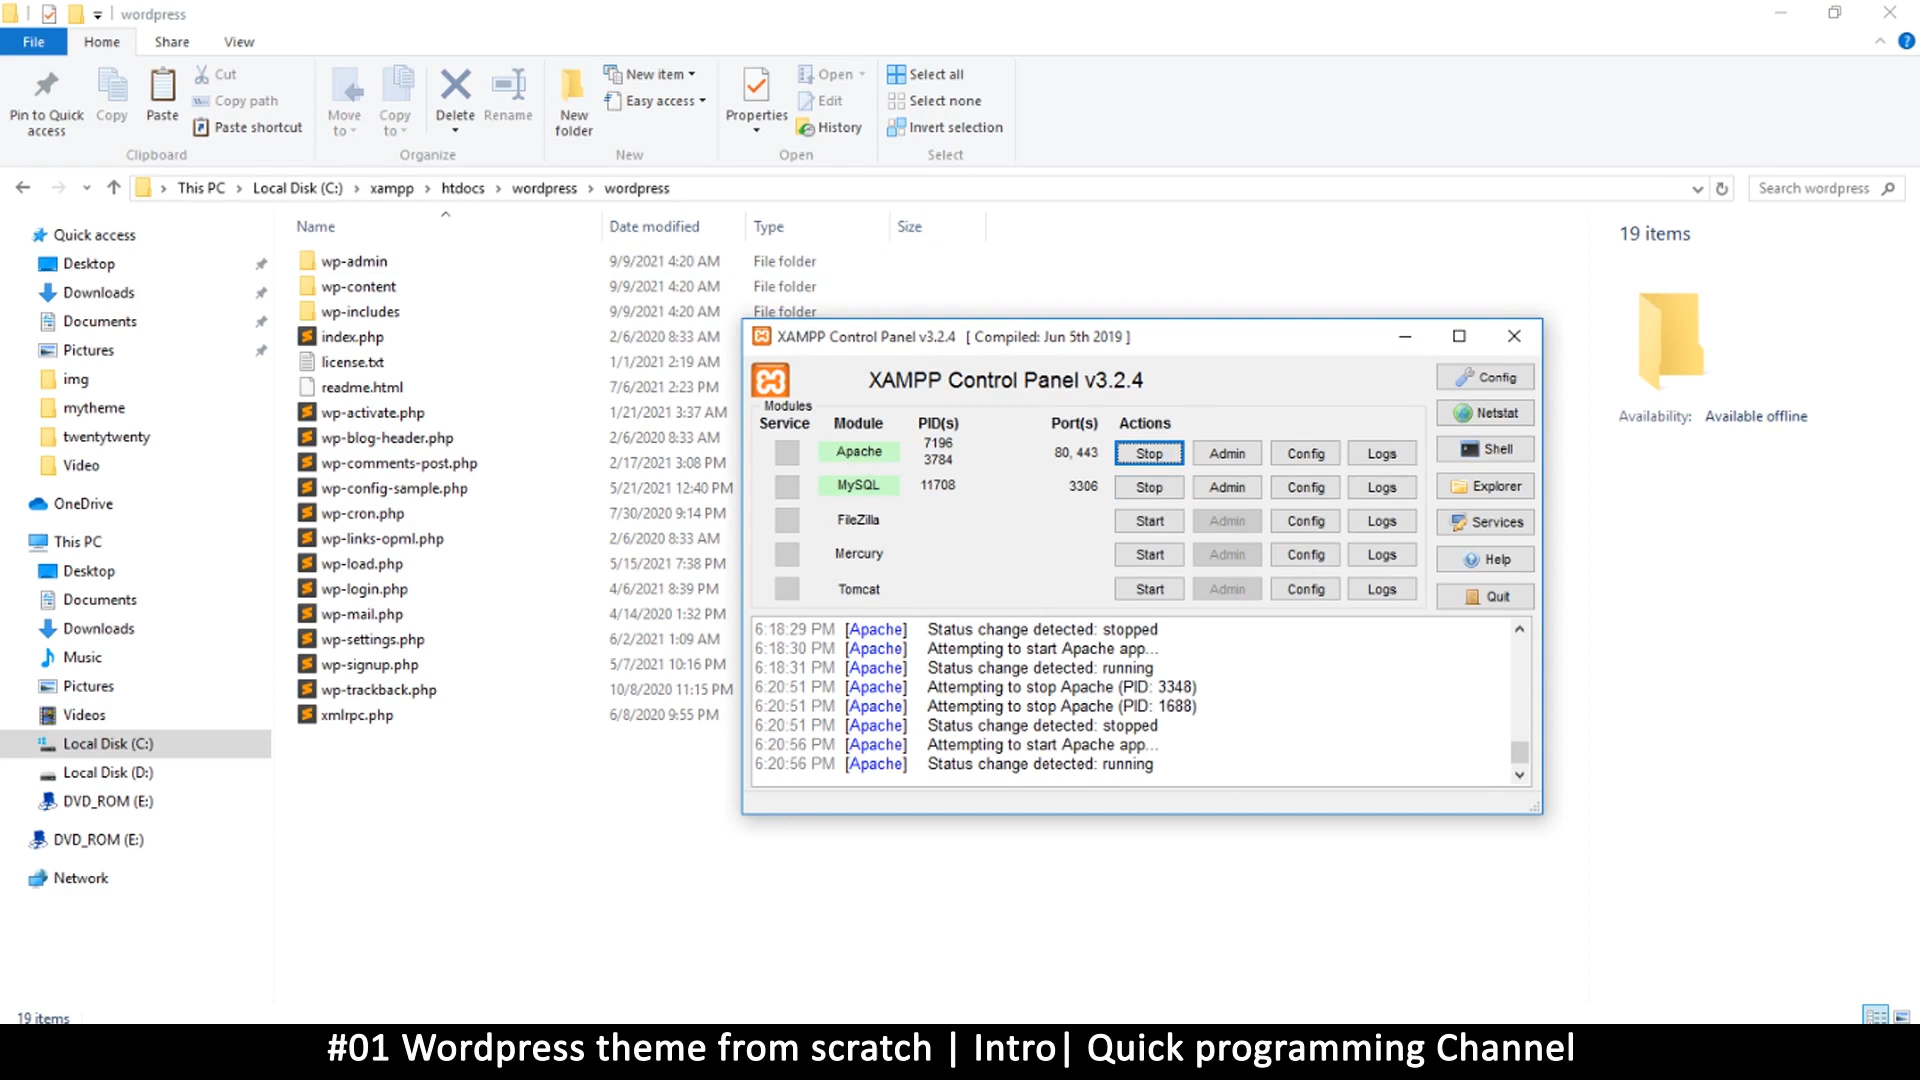 wordpress
File Home Share View
Pin to Quick access
Copy
Paste
Cut
Copy path
Paste shortcut
Clipboard
Move to
Copy to
Delete
Rename
Organize
New folder
New item
Easy access
New
Properties
Open
Edit
History
Open
Select all
Select none
Invert selection
Select
This PC > Local Disk (C:) > xampp > htdocs > wordpress > wordpress
Search wordpress
Quick access
Desktop
Downloads
Documents
Pictures
img
mytheme
twentytwenty
Video
OneDrive
This PC
Desktop
Documents
Downloads
Music
Pictures
Videos
Local Disk (C:)
Local Disk (D:)
DVD_ROM (E:)
DVD_ROM (E:)
Network
Name Date modified Type Size
wp-admin 9/9/2021 4:20 AM File folder
wp-content 9/9/2021 4:20 AM File folder
wp-includes 9/9/2021 4:20 AM File folder
index.php 2/6/2020 8:33 AM
license.txt 1/1/2021 2:19 AM
readme.html 7/6/2021 2:23 PM
wp-activate.php 1/21/2021 3:37 AM
wp-blog-header.php 2/6/2020 8:33 AM
wp-comments-post.php 2/17/2021 3:08 PM
wp-config-sample.php 5/21/2021 12:40 PM
wp-cron.php 7/30/2020 9:14 PM
wp-links-opml.php 2/6/2020 8:33 AM
wp-load.php 5/15/2021 7:38 PM
wp-login.php 4/6/2021 8:39 PM
wp-mail.php 4/14/2020 1:32 PM
wp-settings.php 6/2/2021 1:09 AM
wp-signup.php 5/7/2021 10:16 PM
wp-trackback.php 10/8/2020 11:15 PM
xmlrpc.php 6/8/2020 9:55 PM
19 items
Availability: Available offline
XAMPP Control Panel v3.2.4 [ Compiled: Jun 5th 2019 ]
XAMPP Control Panel v3.2.4
Modules
Service Module PID(s) Port(s) Actions
Apache 7196 3784 80, 443 Stop Admin Config Logs
MySQL 11708 3306 Stop Admin Config Logs
FileZilla Start Admin Config Logs
Mercury Start Admin Config Logs
Tomcat Start Admin Config Logs
Config
Netstat
Shell
Explorer
Services
Help
Quit
6:18:29 PM [Apache] Status change detected: stopped
6:18:30 PM [Apache] Attempting to start Apache app...
6:18:31 PM [Apache] Status change detected: running
6:20:51 PM [Apache] Attempting to stop Apache (PID: 3348)
6:20:51 PM [Apache] Attempting to stop Apache (PID: 1688)
6:20:51 PM [Apache] Status change detected: stopped
6:20:56 PM [Apache] Attempting to start Apache app...
6:20:56 PM [Apache] Status change detected: running
19 items
#01 Wordpress theme from scratch | Intro| Quick programming Channel